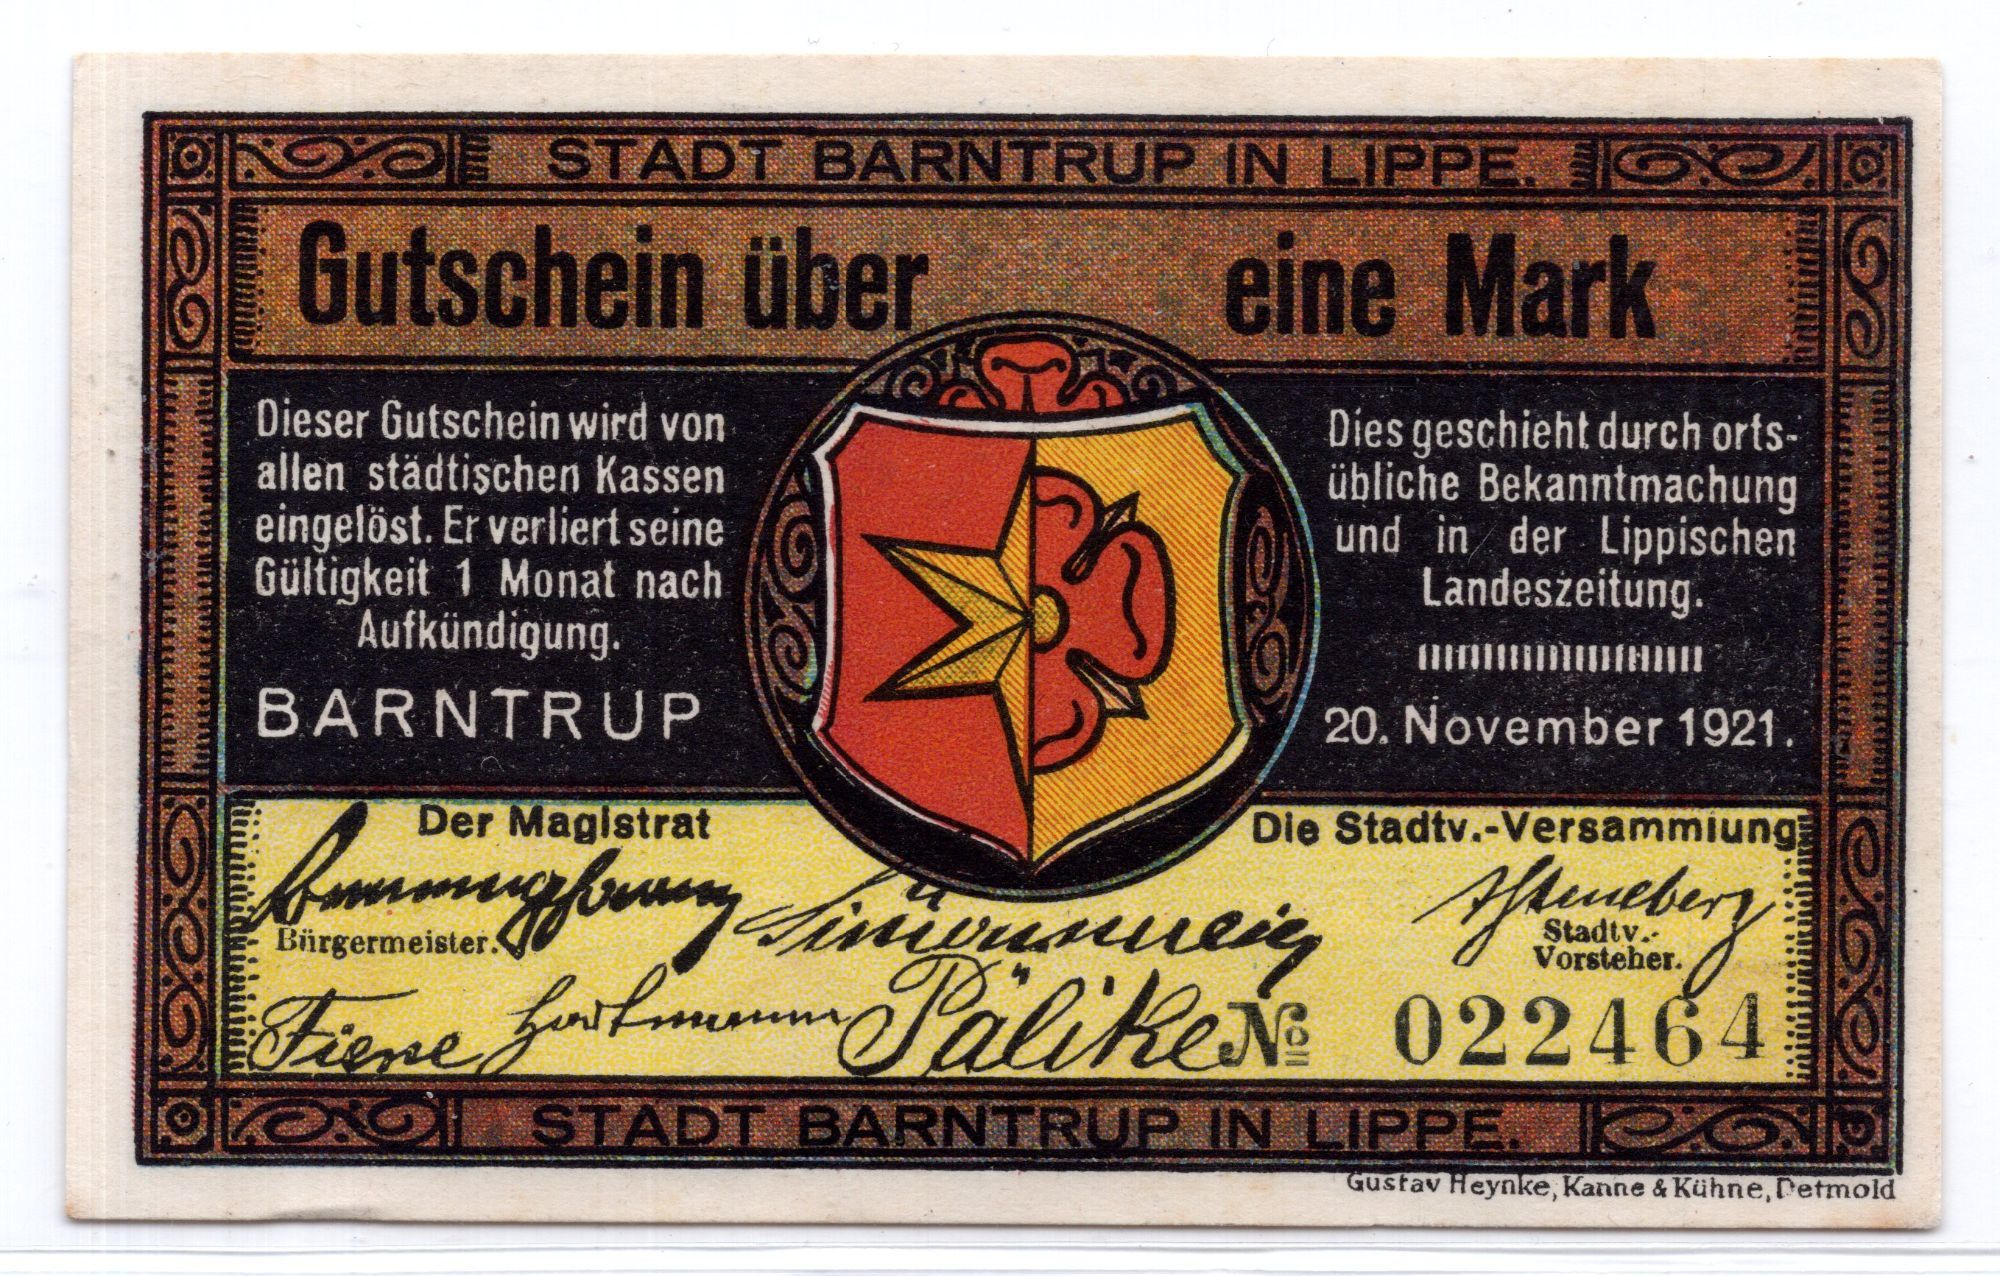 STADT BARNTRUP IN LIPPE.
Gutschein über eine Mark
Dieser Gutschein wird von
allen städtischen Kassen
eingelöst. Er verliert seine
Gültigkeit 1 Monat nach
Aufkündigung.
BARNTRUP
Dies geschieht durch orts-
übliche Bekanntmachung
und in der Lippischen
Landeszeitung.
20. November 1921.
Der Magistrat
Bürgermeister.
Die Stadtv.-Versammlung
Stadtv.-
Vorsteher.
Fiene Hartmann Pälike
No 022464
STADT BARNTRUP IN LIPPE.
Gustav Heynke, Kanne & Kühne, Detmold